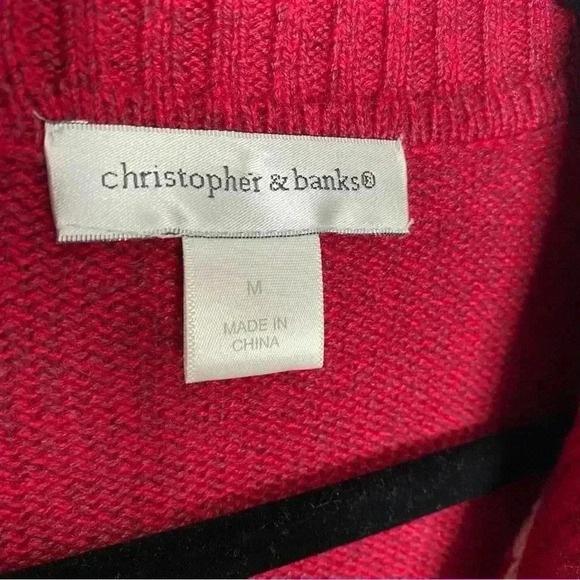 christopher & banks®
M
MADE IN
CHINA